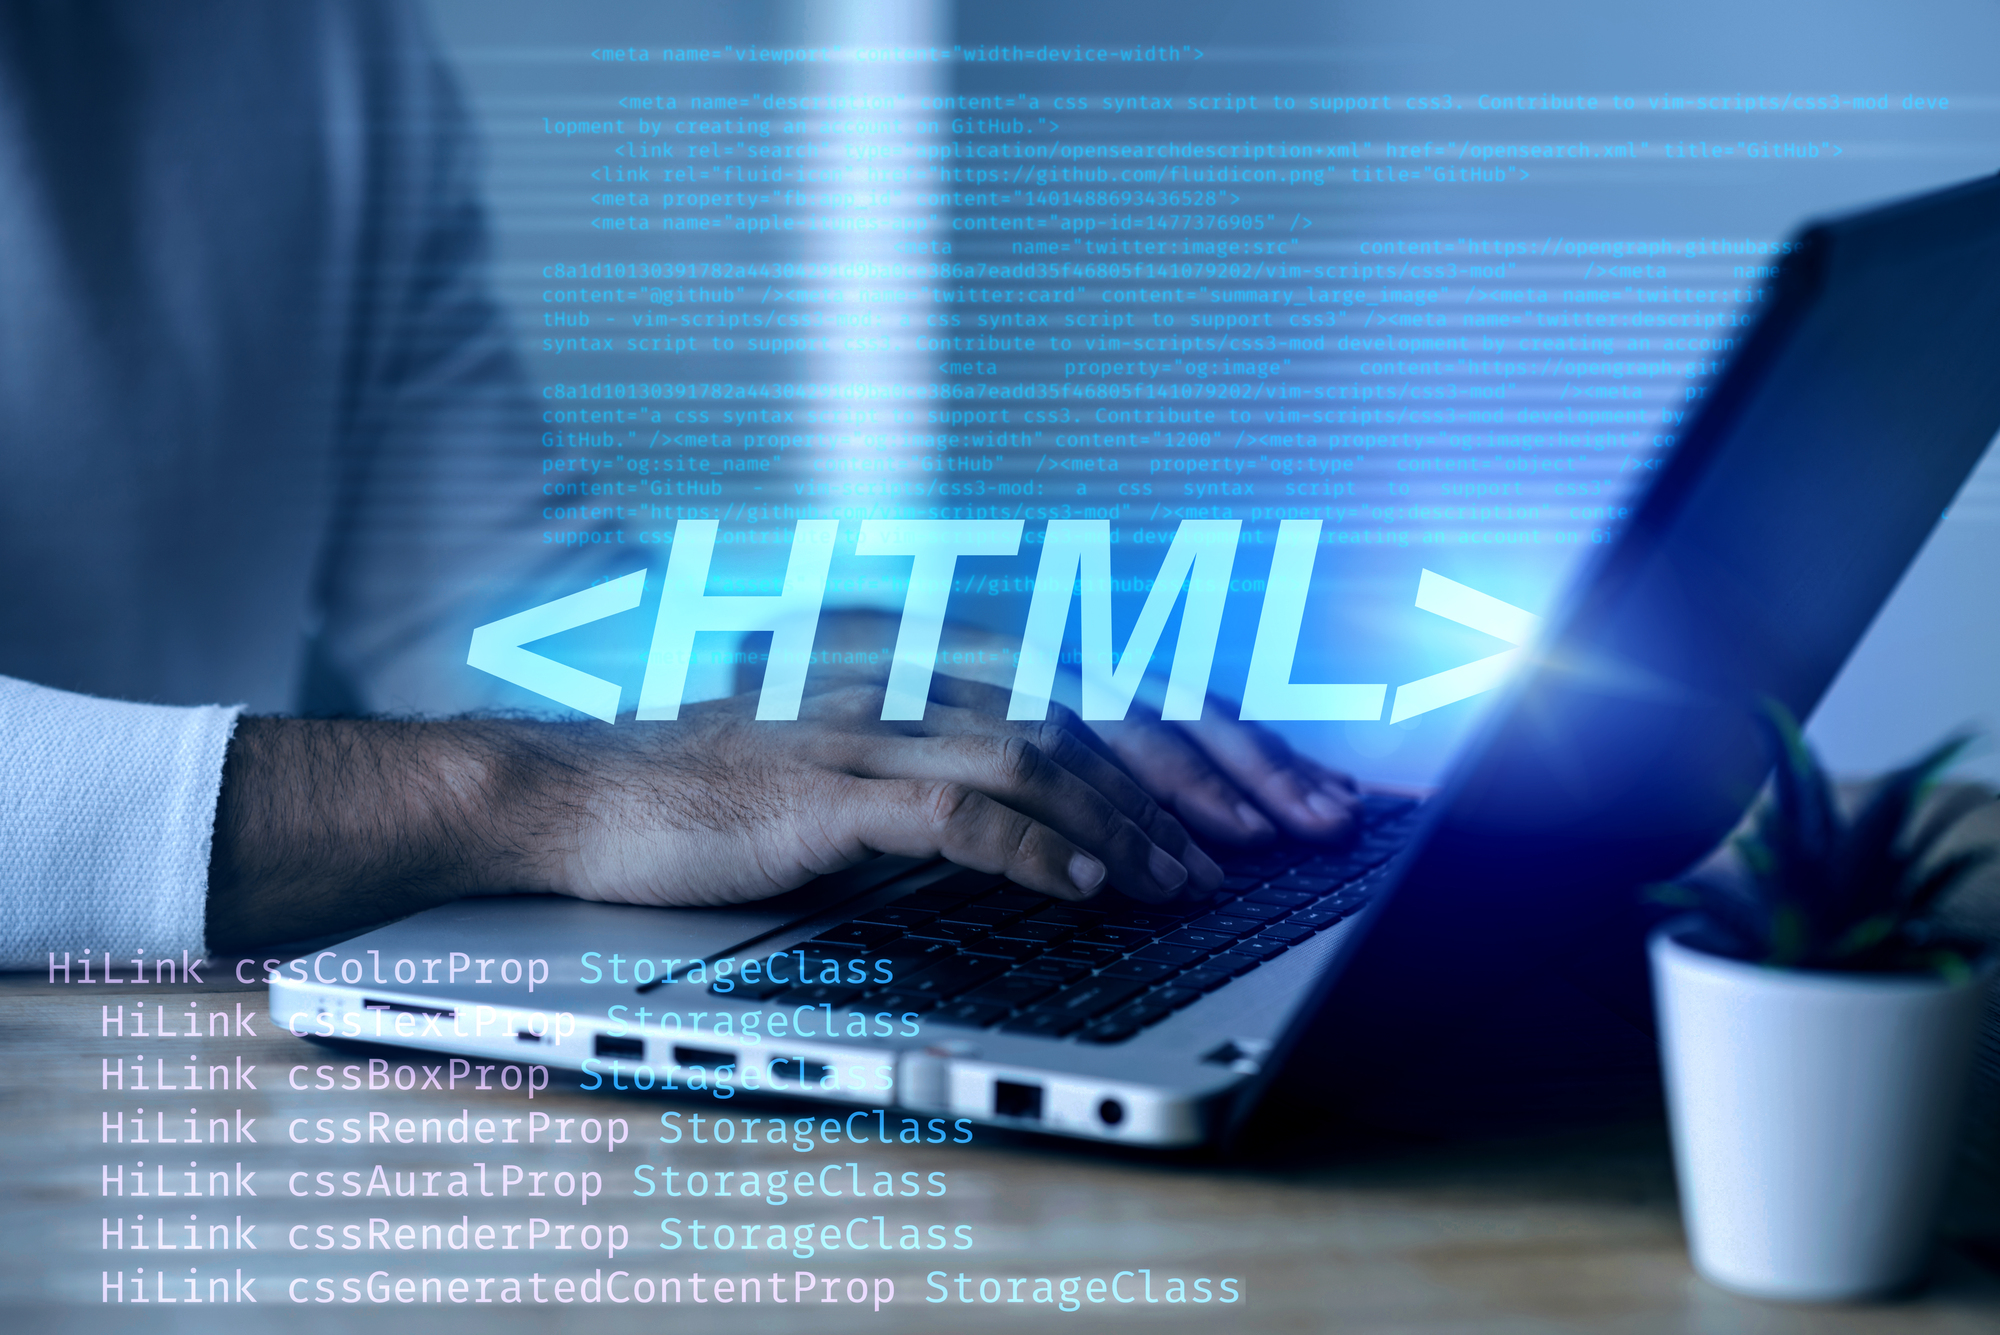 <meta name="viewport" content="width=device-width">
<meta name="description" content="a css syntax script to support css3. Contribute to vim-scripts/css3-mod deve
lopment by creating an account on GitHub.">
<link rel="search" type="application/opensearchdescription+xml" href="/opensearch.xml" title="GitHub">
<link rel="fluid-icon" href="https://github.com/fluidicon.png" title="GitHub">
<meta property="fb:app_id" content="1401488693436528">
<meta name="apple-itunes-app" content="app-id=1477376905" />
<meta name="twitter:image:src" content="https://opengraph.githubasse
/vim-scripts/css3-mod" /><meta name
content="@github" /><meta name="twitter:card" content="summary_large_image" /><meta name="twitter:tit
tHub - vim-scripts/css3-mod: a css syntax script to support css3" /><meta name="twitter:descriptio
syntax script to support css3. Contribute to vim-scripts/css3-mod development by creating an accoun
<meta property="og:image" content="https://opengraph.git
/vim-scripts/css3-mod" /><meta pr
content="a css syntax script to support css3. Contribute to vim-scripts/css3-mod development by
GitHub." /><meta property="og:image:width" content="1200" /><meta property="og:image:height" co
perty="og:site_name" content="GitHub" /><meta property="og:type" content="object" /><m
content="GitHub - vim-scripts/css3-mod: a css syntax script to support css3"
content="https://github.com/vim-scripts/css3-mod" /><meta property="og:description" conte
support css3. Contribute to vim-scripts/css3-mod development by creating an account on Gi
://github.githubassets.com
<HTML>
name="hostname" content="github.com">
HiLink cssColorProp StorageClass
HiLink cssTextProp StorageClass
HiLink cssBoxProp StorageClass
HiLink cssRenderProp StorageClass
HiLink cssAuralProp StorageClass
HiLink cssRenderProp StorageClass
HiLink cssGeneratedContentProp StorageClass